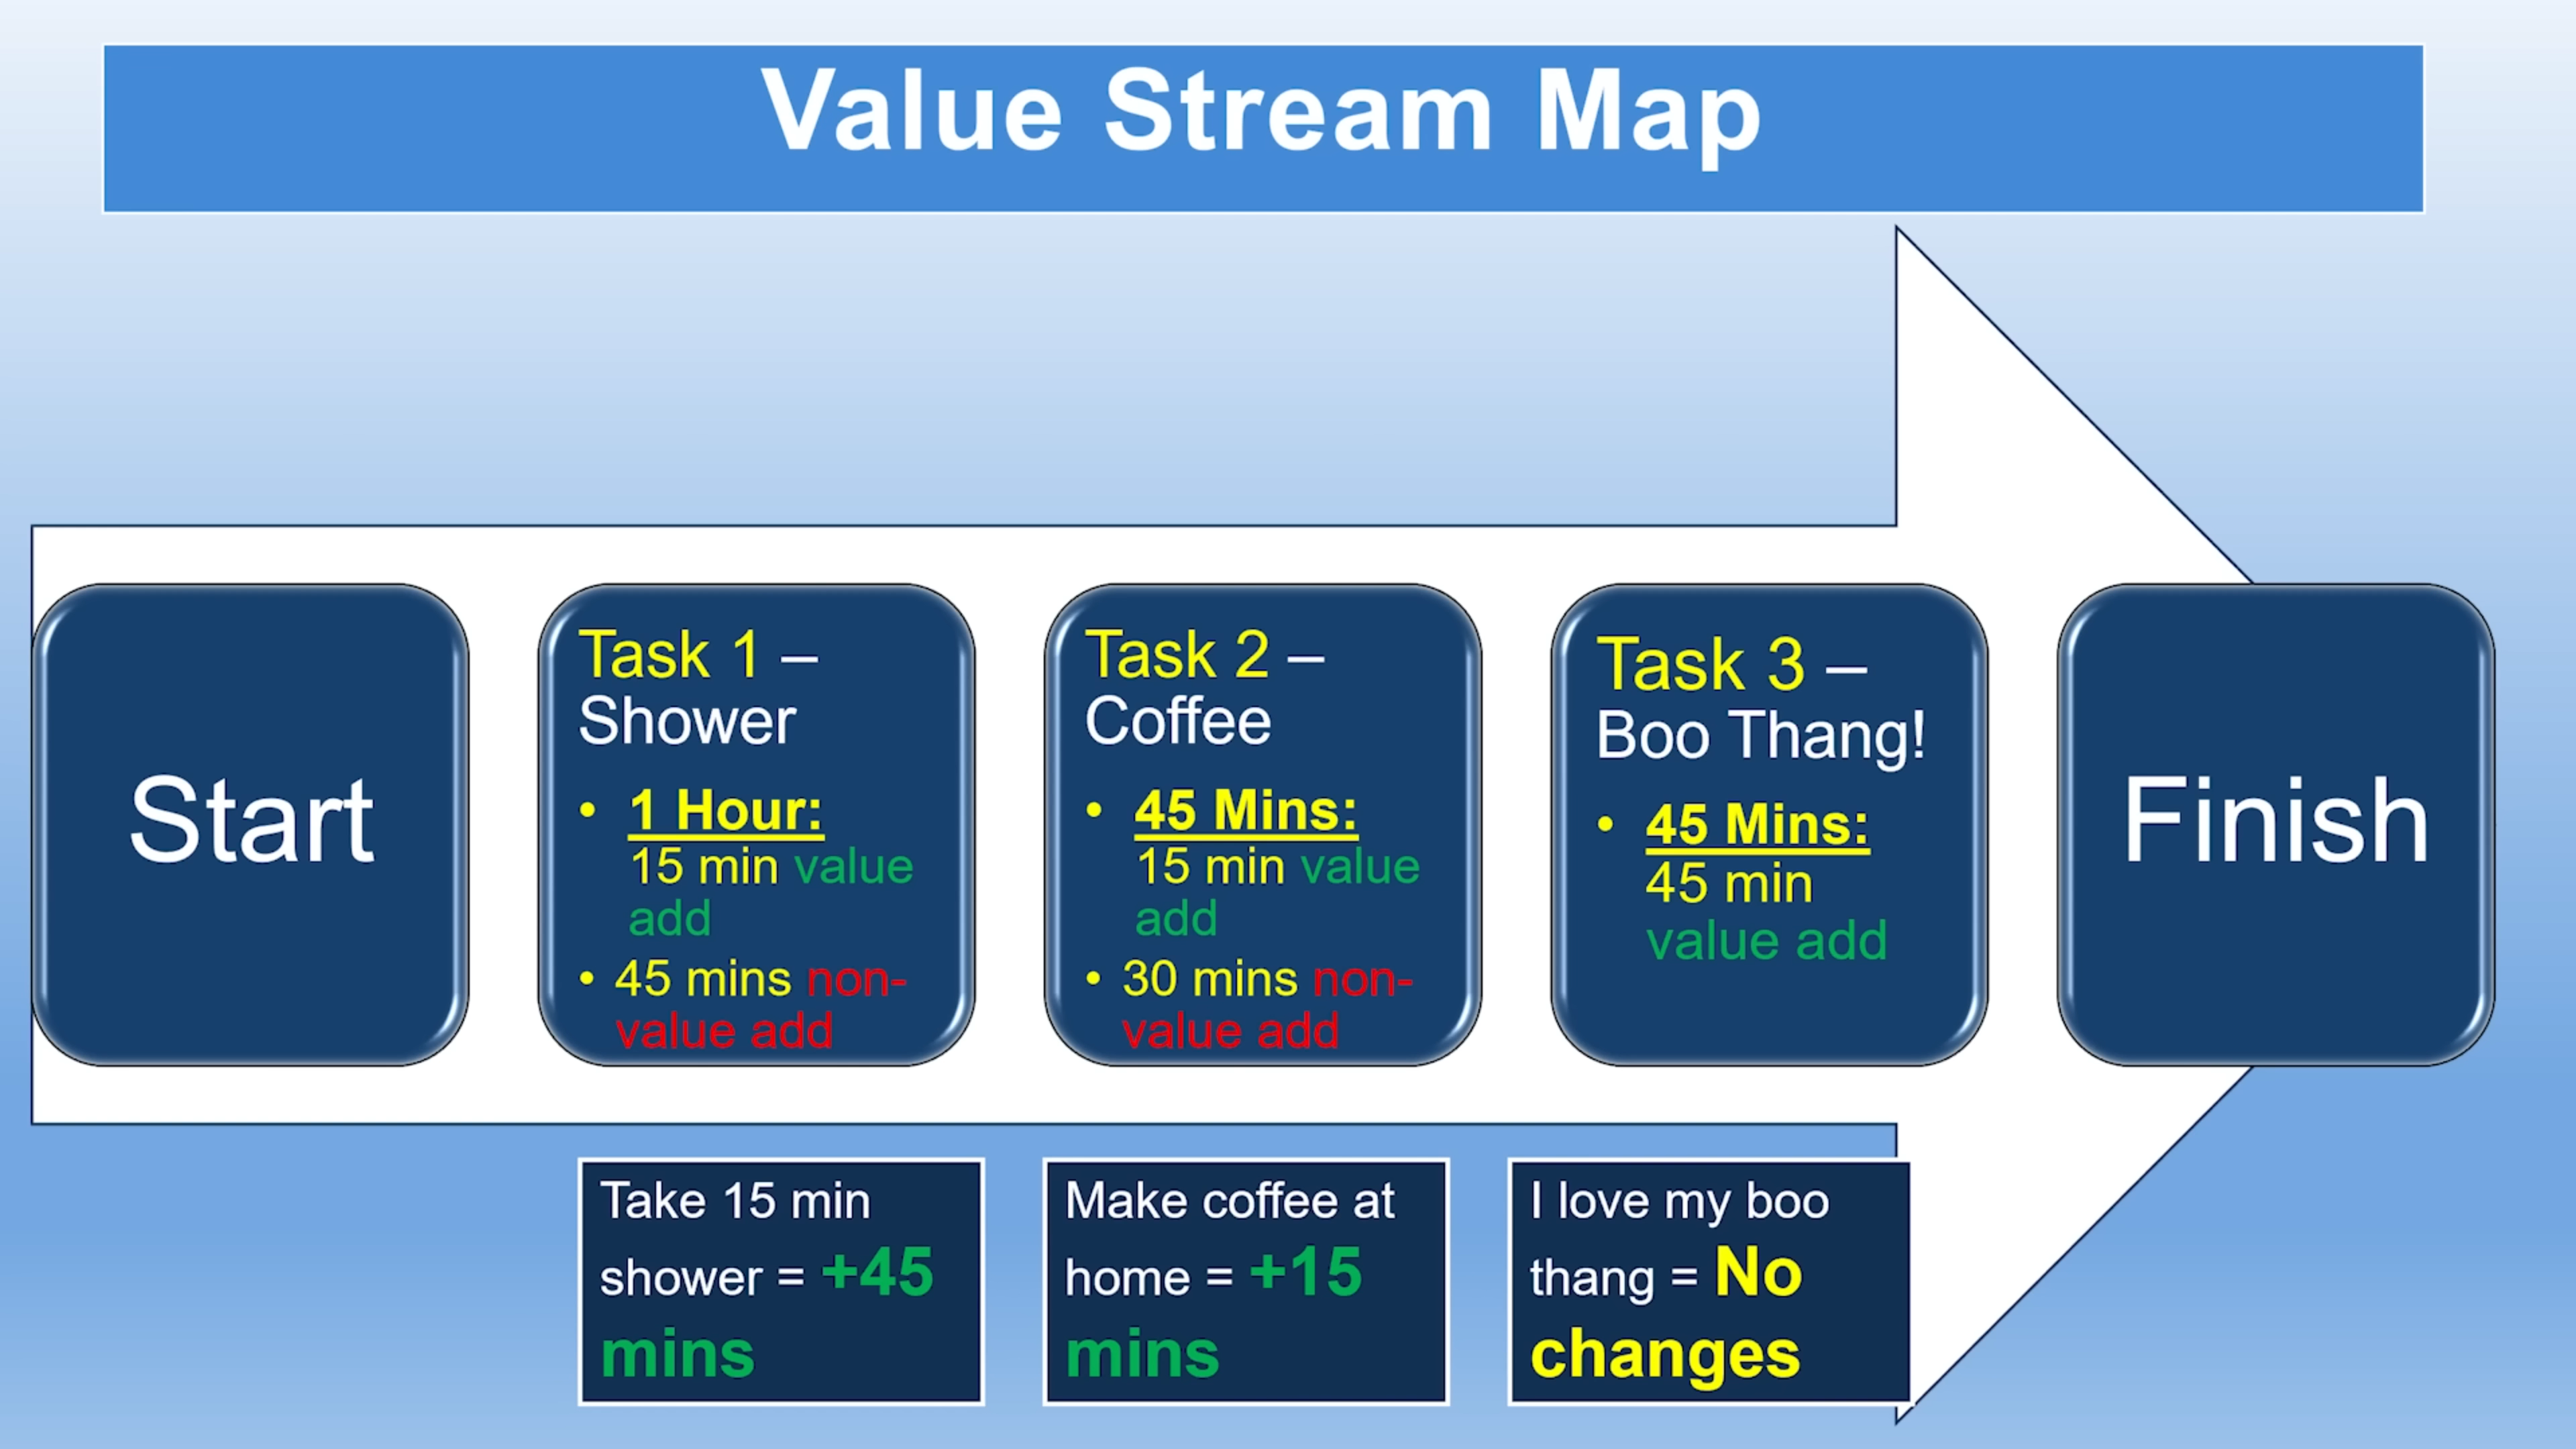 Value Stream Map
Start
Task 1 –
Shower
• 1 Hour:
15 min value
add
• 45 mins non-
value add
Task 2 –
Coffee
• 45 Mins:
15 min value
add
• 30 mins non-
value add
Task 3 –
Boo Thang!
• 45 Mins:
45 min
value add
Finish
Take 15 min
shower = +45
mins
Make coffee at
home = +15
mins
I love my boo
thang = No
changes